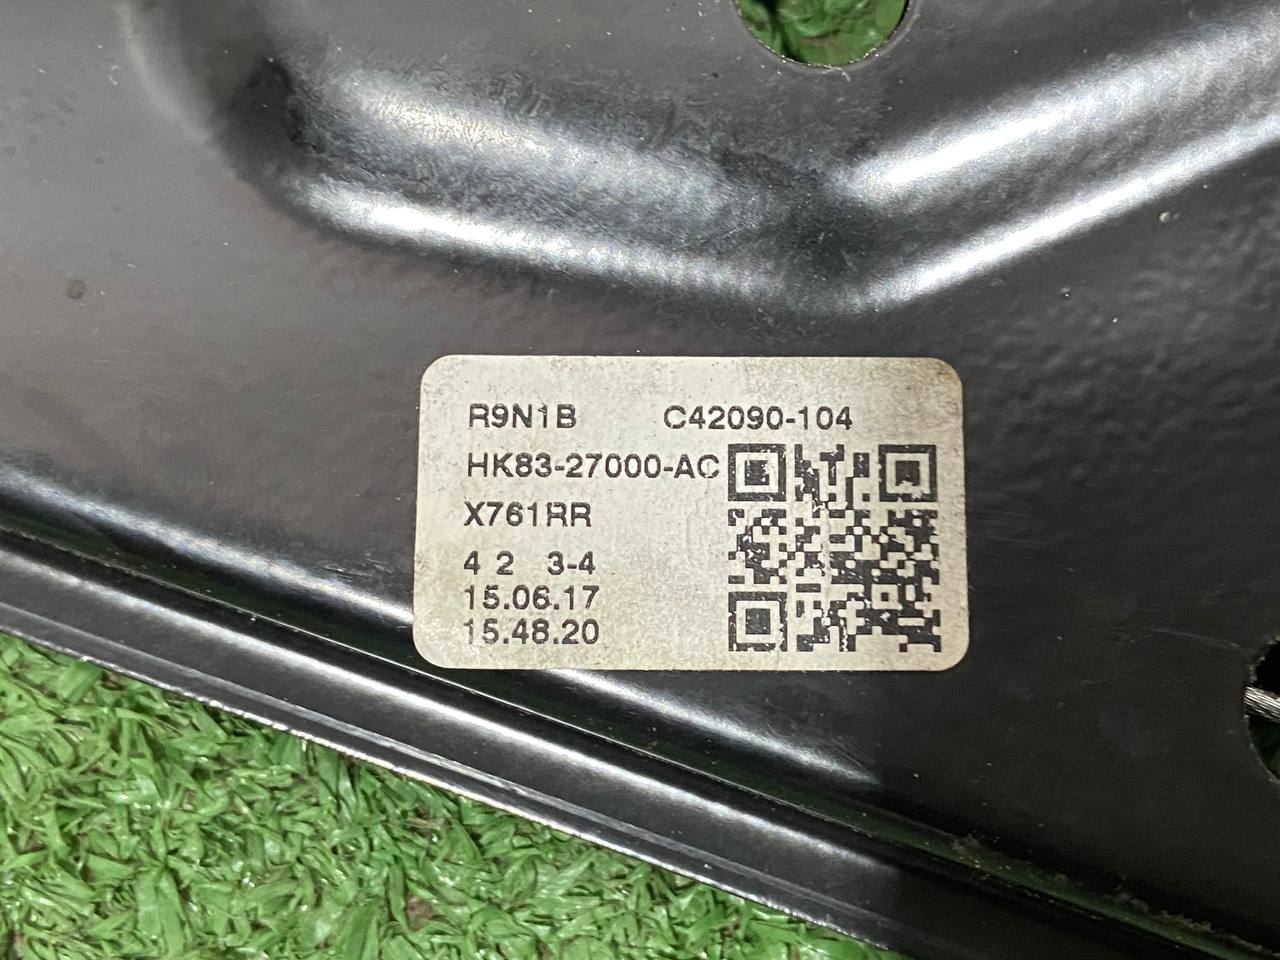 R9N1B C42090-104
HK83-27000-AC
X761RR
4 2 3-4
15.06.17
15.48.20